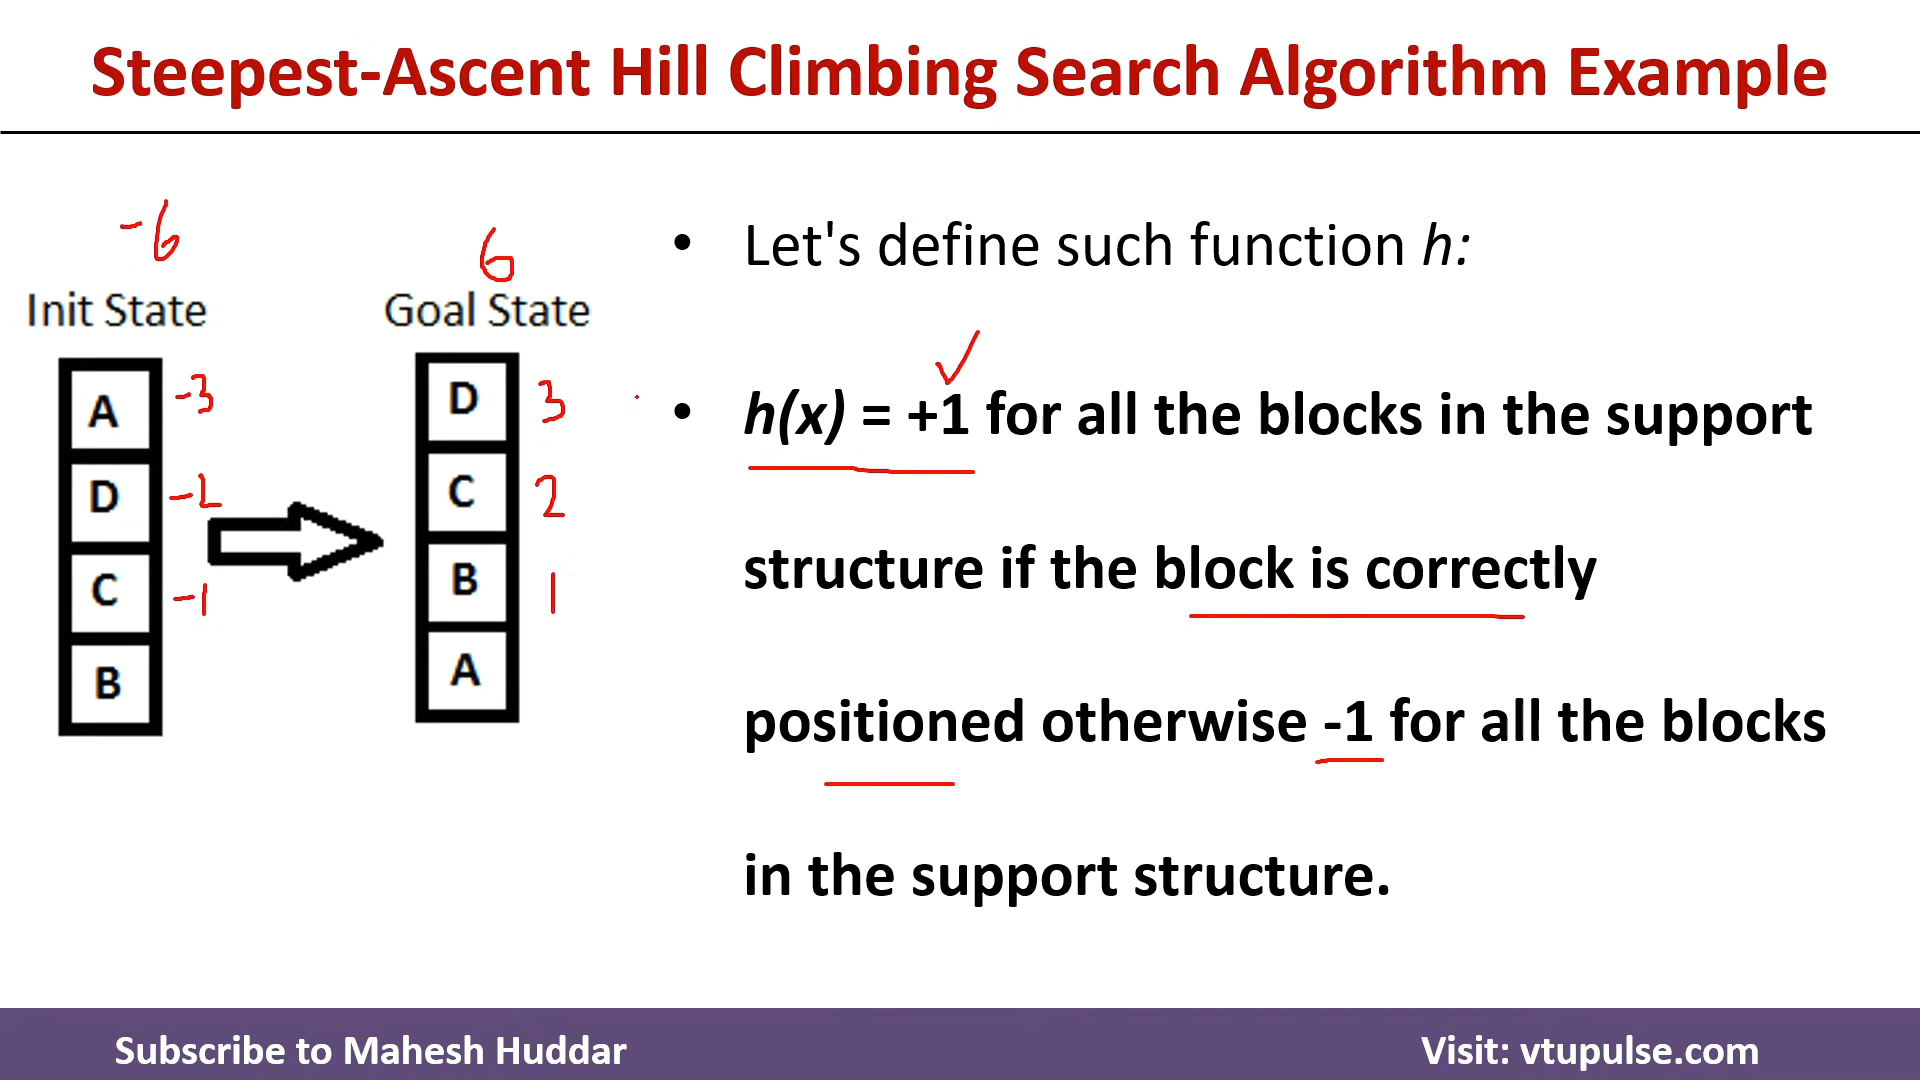 Steepest-Ascent Hill Climbing Search Algorithm Example
-6
6
Init State
Goal State
A -3
D -2
C -1
B
D 3
C 2
B 1
A
• Let's define such function h:
• h(x) = +1 for all the blocks in the support
structure if the block is correctly
positioned otherwise -1 for all the blocks
in the support structure.
Subscribe to Mahesh Huddar
Visit: vtupulse.com